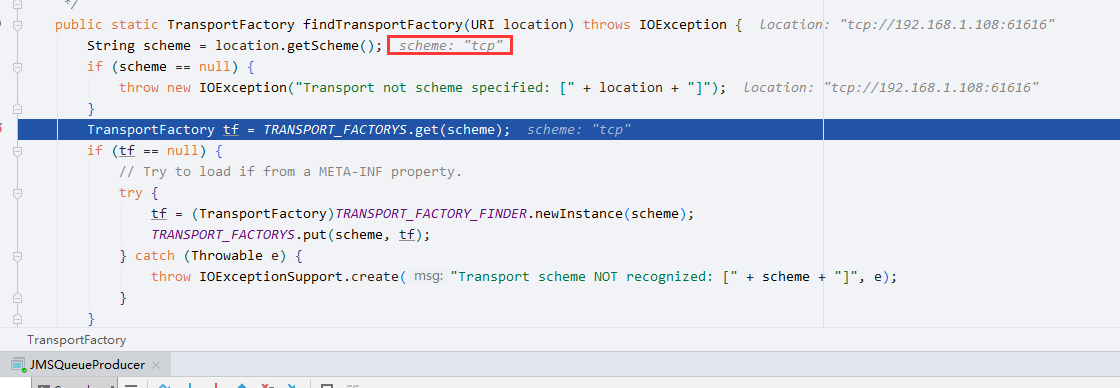 */
public static TransportFactory findTransportFactory(URI location) throws IOException { location: "tcp://192.168.1.108:61616"
String scheme = location.getScheme(); scheme: "tcp"
if (scheme == null) {
throw new IOException("Transport not scheme specified: [" + location + "]"); location: "tcp://192.168.1.108:61616"
}
TransportFactory tf = TRANSPORT_FACTORYS.get(scheme); scheme: "tcp"
if (tf == null) {
// Try to load if from a META-INF property.
try {
tf = (TransportFactory)TRANSPORT_FACTORY_FINDER.newInstance(scheme);
TRANSPORT_FACTORYS.put(scheme, tf);
} catch (Throwable e) {
throw IOExceptionSupport.create( msg: "Transport scheme NOT recognized: [" + scheme + "]", e);
}
}
TransportFactory
JMSQueueProducer